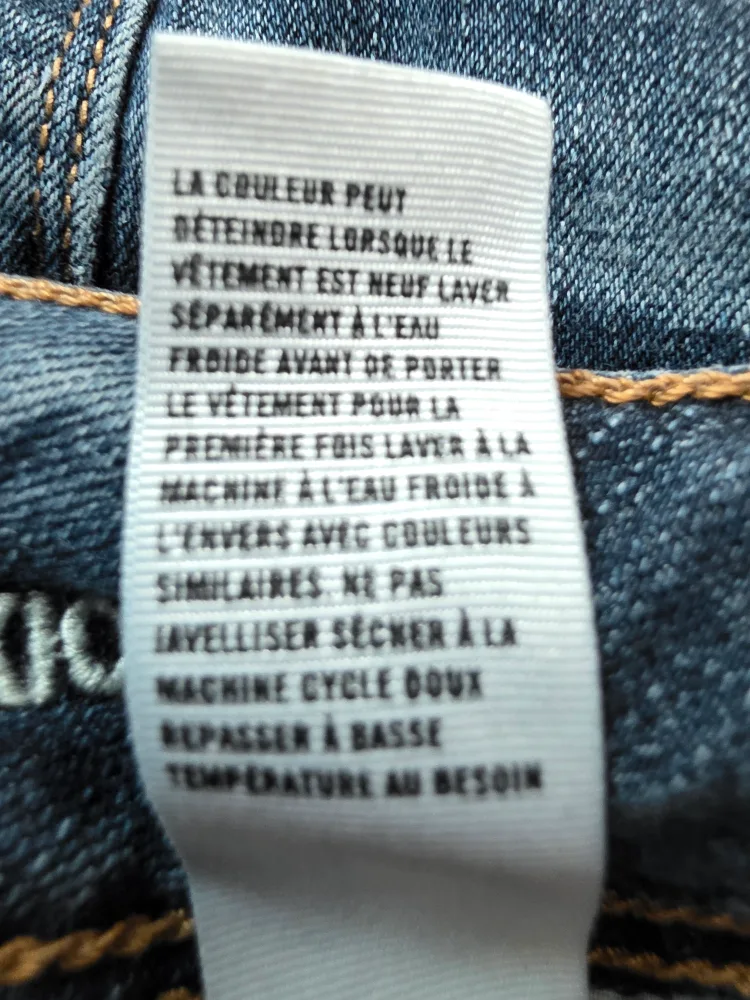 LA COULEUR PEUT
DÉTEINDRE LORSQUE LE
VÊTEMENT EST NEUF LAVER
SÉPARÉMENT À L'EAU
FROIDE AVANT DE PORTER
LE VÊTEMENT POUR LA
PREMIÈRE FOIS LAVER À LA
MACHINE À L'EAU FROIDE À
L'ENVERS AVEC COULEURS
SIMILAIRES. NE PAS
JAVELLISER SÉCHER À LA
MACHINE CYCLE DOUX
REPASSER À BASSE
TEMPÉRATURE AU BESOIN